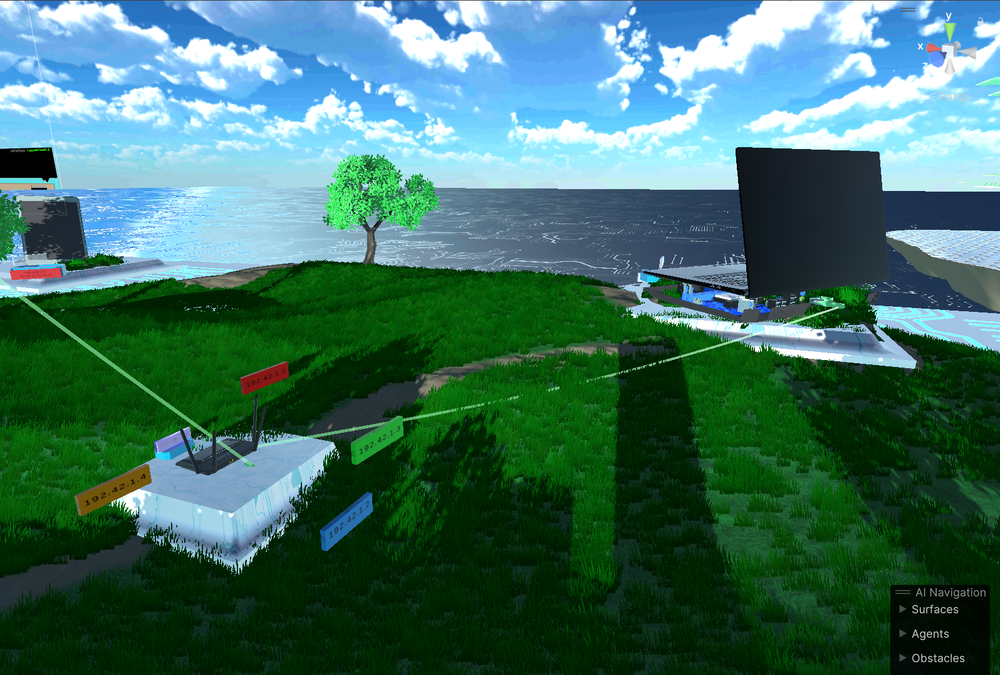 y
x
z
< Persp
192.42.1.5
192.42.1.3
192.42.1.4
192.42.1.2
AI Navigation
Surfaces
Agents
Obstacles